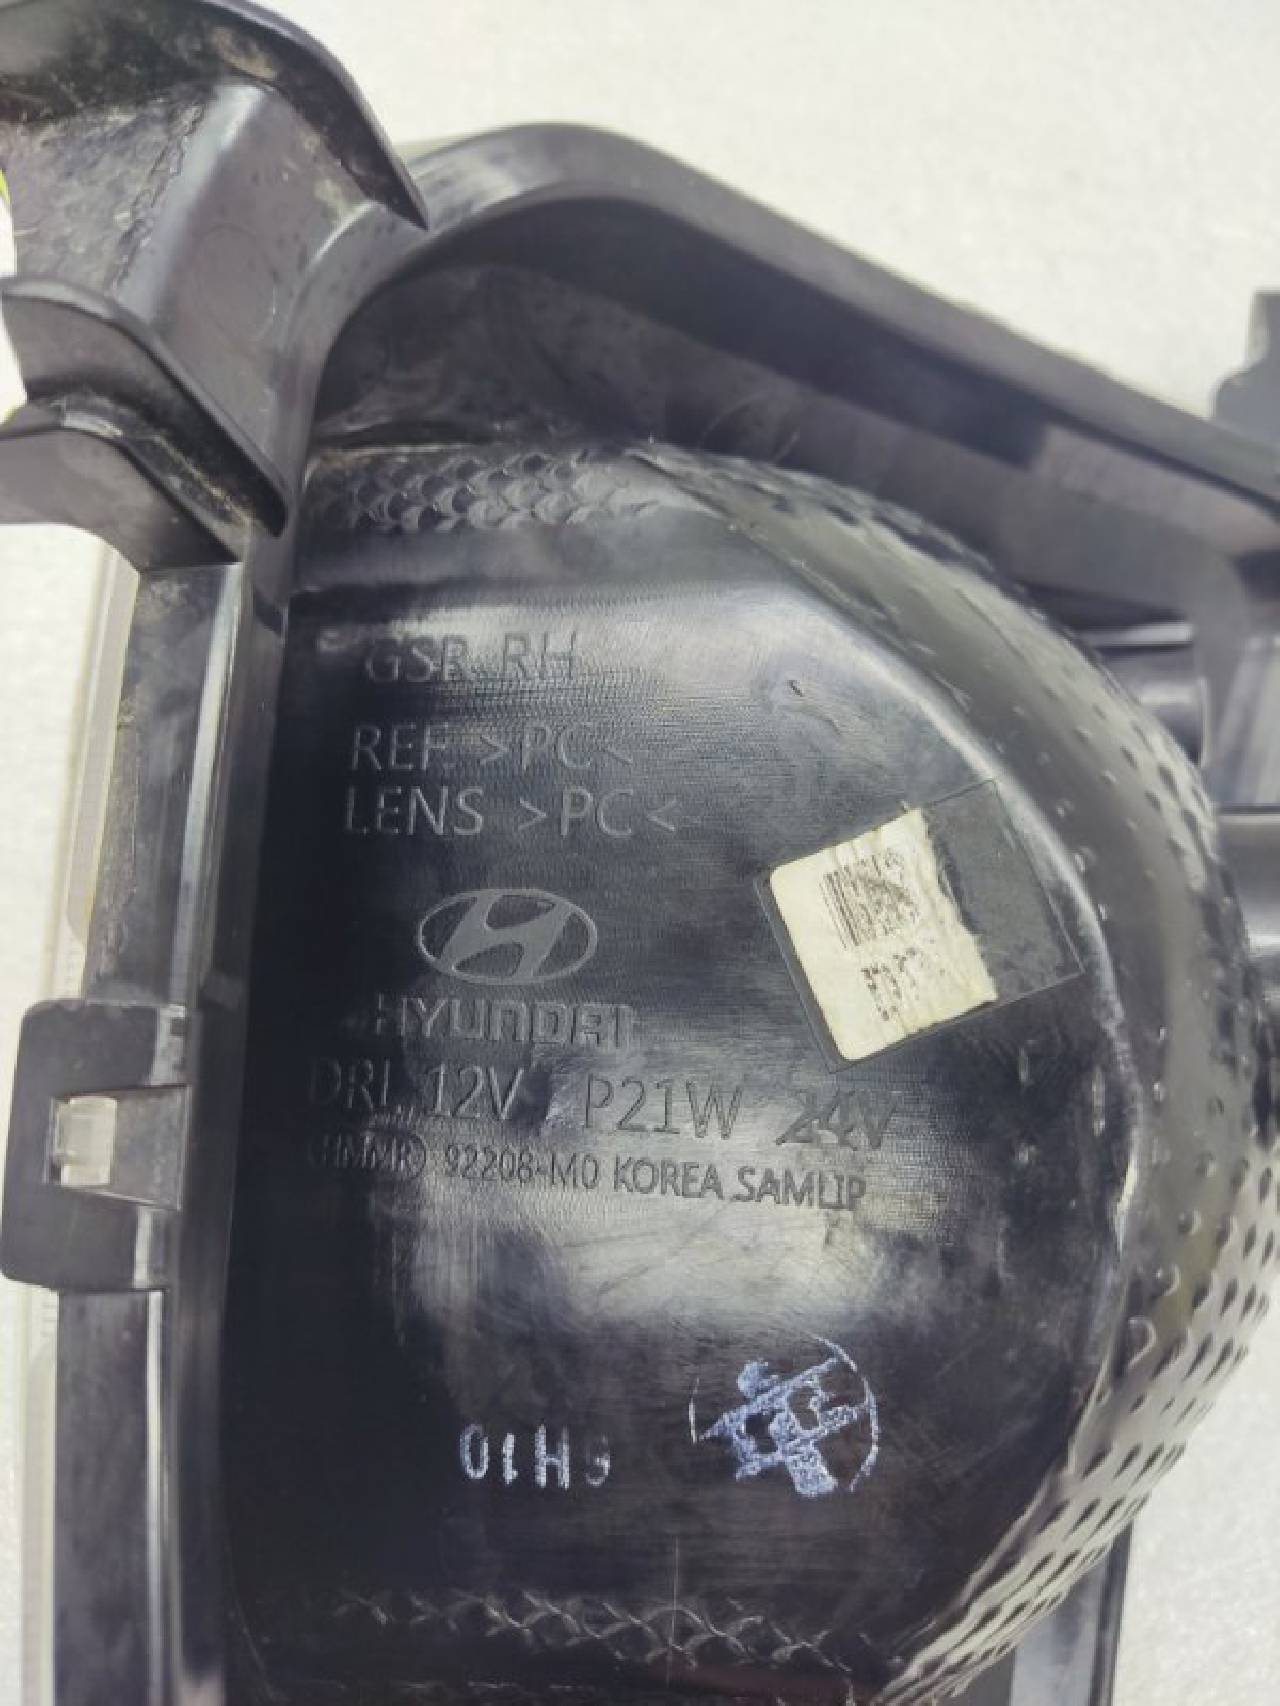 GSR RH
REF. >PC<
LENS >PC<
HYUNDAI
DRL 12V P21W 24V
HMMR 92208-M0 KOREA SAMLIP
01H9